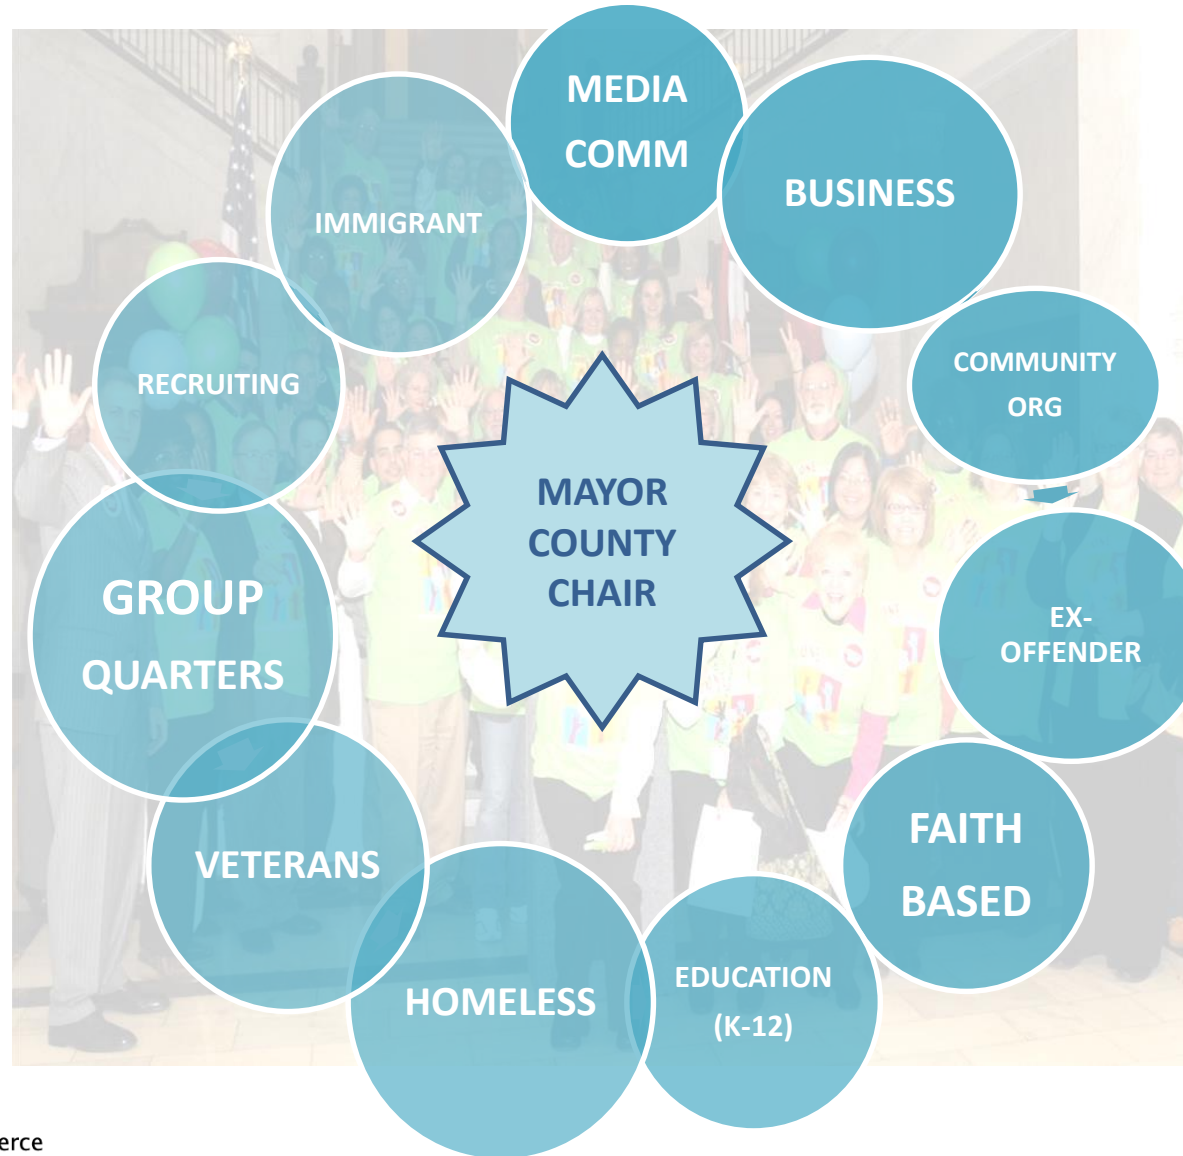 MEDIA
COMM
BUSINESS
COMMUNITY
ORG
EX-
OFFENDER
FAITH
BASED
EDUCATION
(K-12)
HOMELESS
VETERANS
GROUP
QUARTERS
RECRUITING
IMMIGRANT
MAYOR
COUNTY
CHAIR
erce